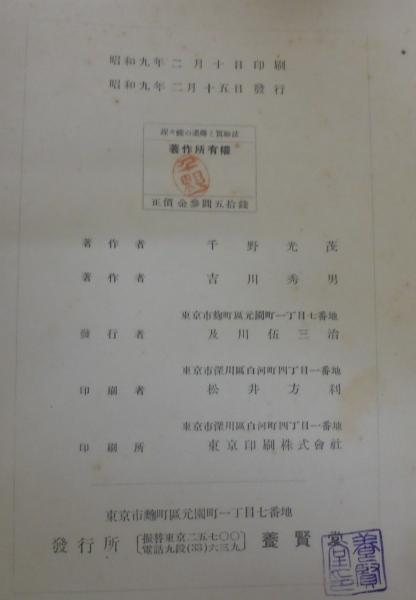 昭和九年二月十日印刷
昭和九年二月十五日發行
著作所有權
正價金參圓五拾錢
著作者 千野光茂
著作者 吉川秀男
東京市麴町區元園町一丁目七番地
發行者 及川伍三治
東京市深川區白河町四丁目一番地
印刷者 松井方利
東京市深川區白河町四丁目一番地
印刷所 東京印刷株式會社
東京市麴町區元園町一丁目七番地
發行所 振替東京二五七〇〇 電話九段(33)六三九 養賢堂